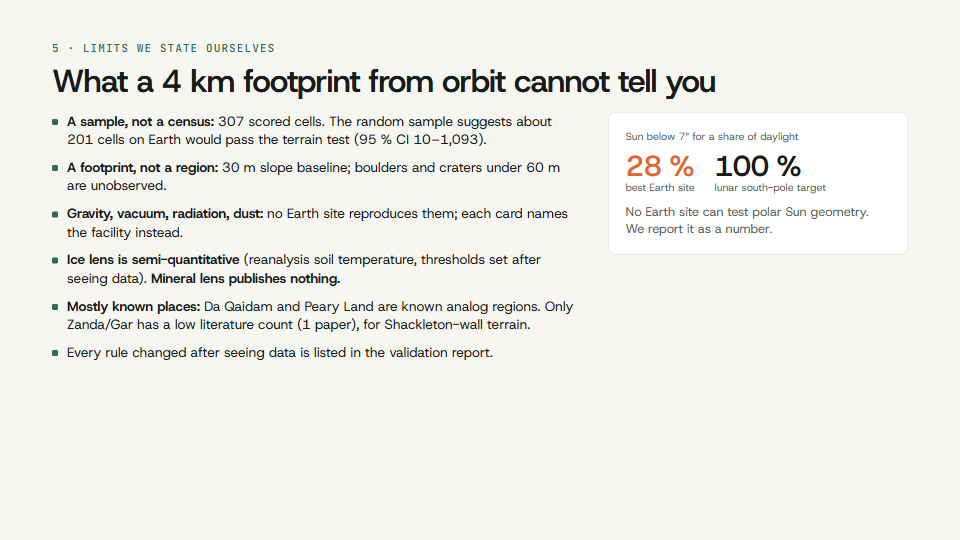 5 · LIMITS WE STATE OURSELVES
What a 4 km footprint from orbit cannot tell you
A sample, not a census: 307 scored cells. The random sample suggests about
201 cells on Earth would pass the terrain test (95 % CI 10–1,093).
A footprint, not a region: 30 m slope baseline; boulders and craters under 60 m
are unobserved.
Gravity, vacuum, radiation, dust: no Earth site reproduces them; each card names
the facility instead.
Ice lens is semi-quantitative (reanalysis soil temperature, thresholds set after
seeing data). Mineral lens publishes nothing.
Mostly known places: Da Qaidam and Peary Land are known analog regions. Only
Zanda/Gar has a low literature count (1 paper), for Shackleton-wall terrain.
Every rule changed after seeing data is listed in the validation report.
Sun below 7° for a share of daylight
28 % 100 %
best Earth site lunar south-pole target
No Earth site can test polar Sun geometry.
We report it as a number.